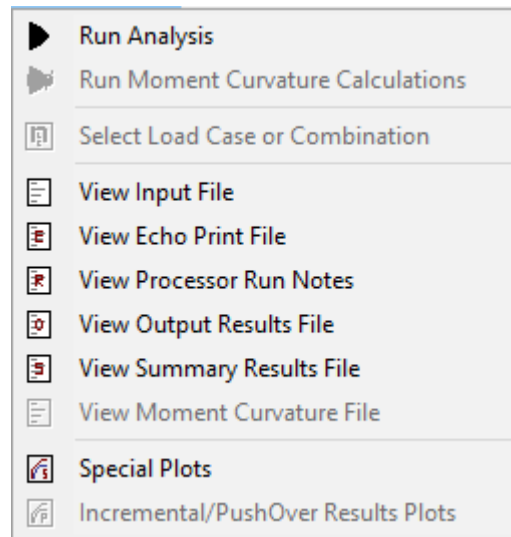 Run Analysis
Run Moment Curvature Calculations
Select Load Case or Combination
View Input File
View Echo Print File
View Processor Run Notes
View Output Results File
View Summary Results File
View Moment Curvature File
Special Plots
Incremental/PushOver Results Plots